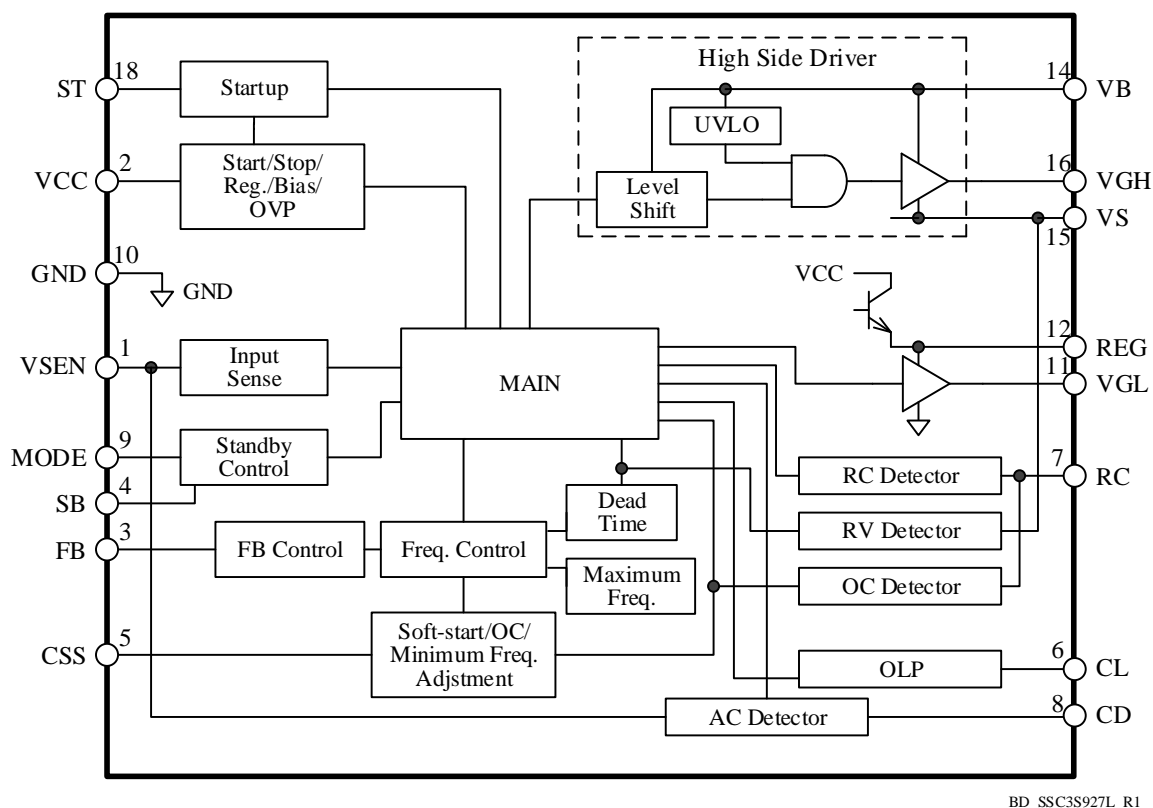 High Side Driver
18
ST
Startup
14
VB
UVLO
2
VCC
Start/Stop/
Reg./Bias/
OVP
16
VGH
Level
Shift
VS
15
10
GND
GND
VCC
1
VSEN
Input
Sense
MAIN
12
REG
11
VGL
9
MODE
Standby
Control
4
SB
RC Detector
7
RC
3
FB
FB Control
Freq. Control
Dead
Time
RV Detector
Maximum
Freq.
OC Detector
5
CSS
Soft-start/OC/
Minimum Freq.
Adjstment
OLP
6
CL
AC Detector
8
CD
BD_SSC3S927L_R1